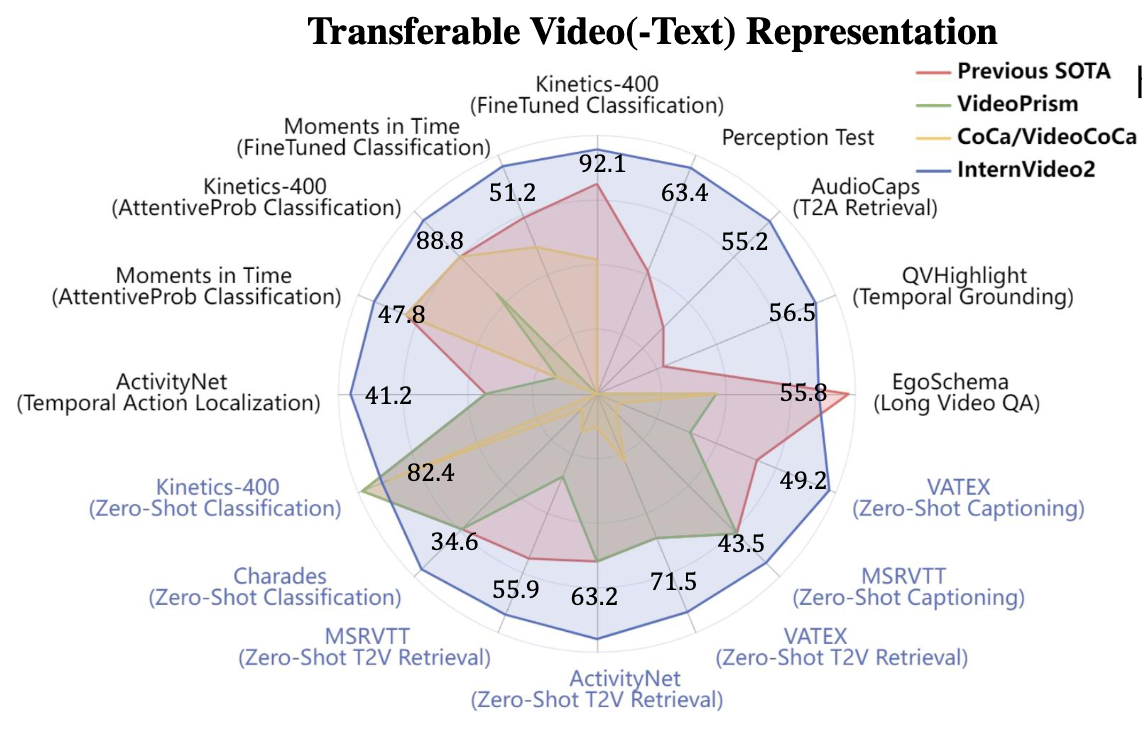 Transferable Video(-Text) Representation
Previous SOTA
VideoPrism
CoCa/VideoCoCa
InternVideo2
Kinetics-400
(FineTuned Classification)
92.1
Perception Test
63.4
AudioCaps
(T2A Retrieval)
55.2
QVHighlight
(Temporal Grounding)
56.5
EgoSchema
(Long Video QA)
55.8
VATEX
(Zero-Shot Captioning)
49.2
MSRVTT
(Zero-Shot Captioning)
43.5
VATEX
(Zero-Shot T2V Retrieval)
71.5
ActivityNet
(Zero-Shot T2V Retrieval)
63.2
MSRVTT
(Zero-Shot T2V Retrieval)
55.9
Charades
(Zero-Shot Classification)
34.6
Kinetics-400
(Zero-Shot Classification)
82.4
ActivityNet
(Temporal Action Localization)
41.2
Moments in Time
(AttentiveProb Classification)
47.8
Kinetics-400
(AttentiveProb Classification)
88.8
Moments in Time
(FineTuned Classification)
51.2